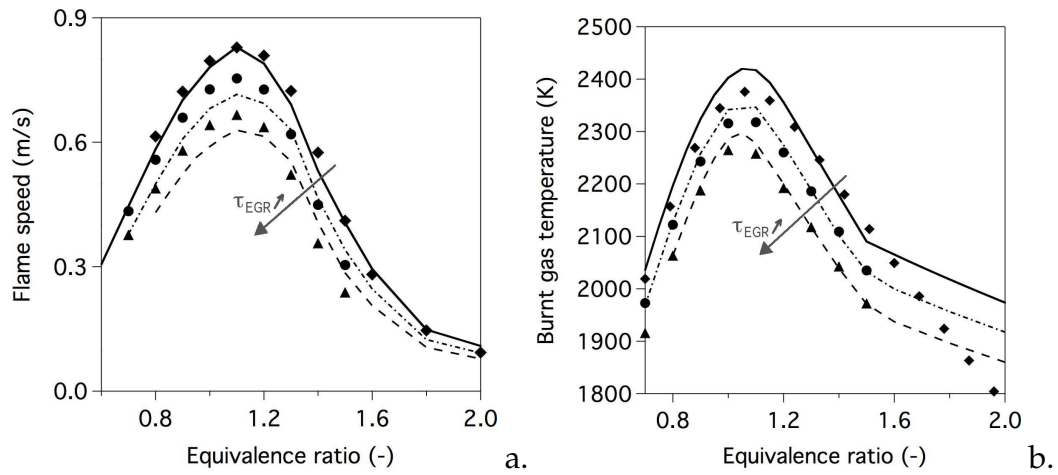 Flame speed (m/s)
0.9
0.6
0.3
0.0
0.8
1.2
1.6
2.0
Equivalence ratio (-)
τEGR
a.
Burnt gas temperature (K)
2500
2400
2300
2200
2100
2000
1900
1800
0.8
1.2
1.6
2.0
Equivalence ratio (-)
τEGR
b.